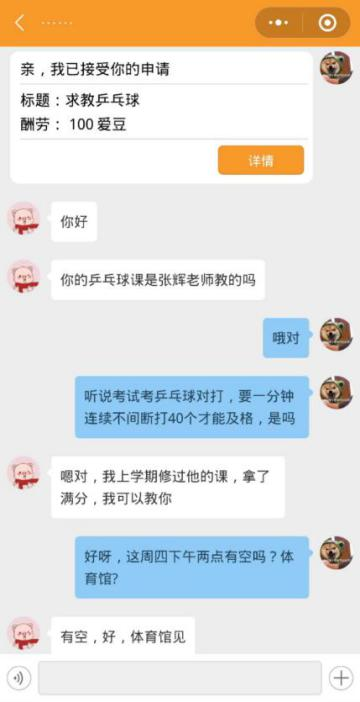 亲，我已接受你的申请
标题：求教乒乓球
酬劳： 100 爱豆
详情
你好
你的乒乓球课是张辉老师教的吗
哦对
听说考试考乒乓球对打，要一分钟
连续不间断打40个才能及格，是吗
嗯对，我上学期修过他的课，拿了
满分，我可以教你
好呀，这周四下午两点有空吗？体
育馆?
有空，好，体育馆见